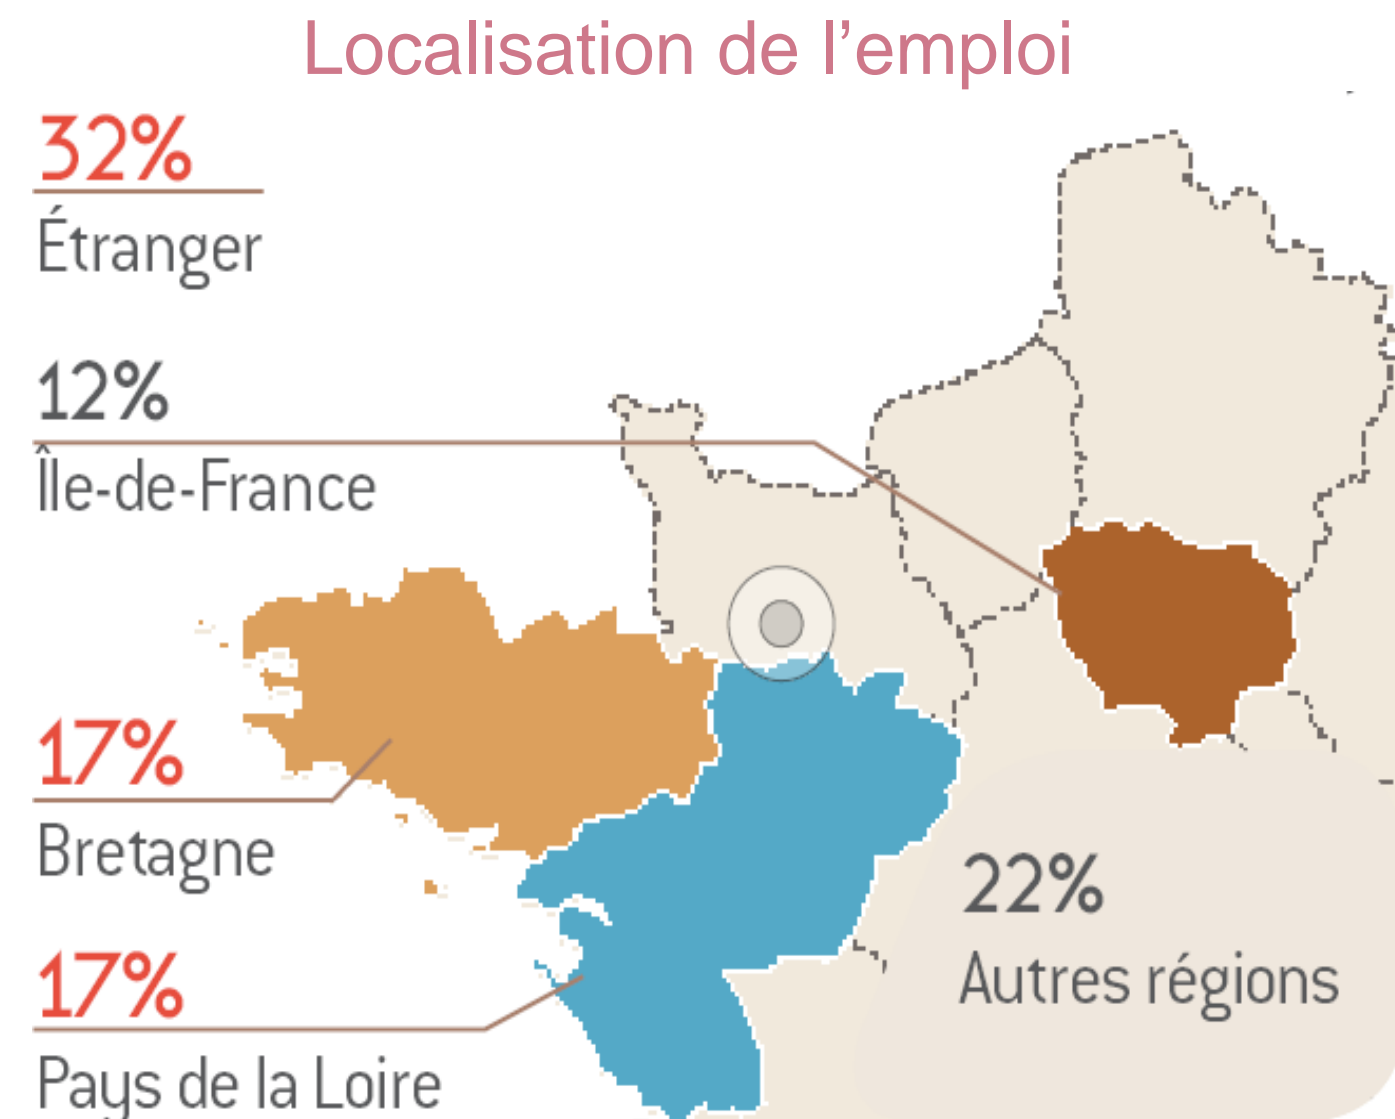 Localisation de l’emploi
32%
Étranger
12%
Île-de-France
17%
Bretagne
17%
Pays de la Loire
22%
Autres régions